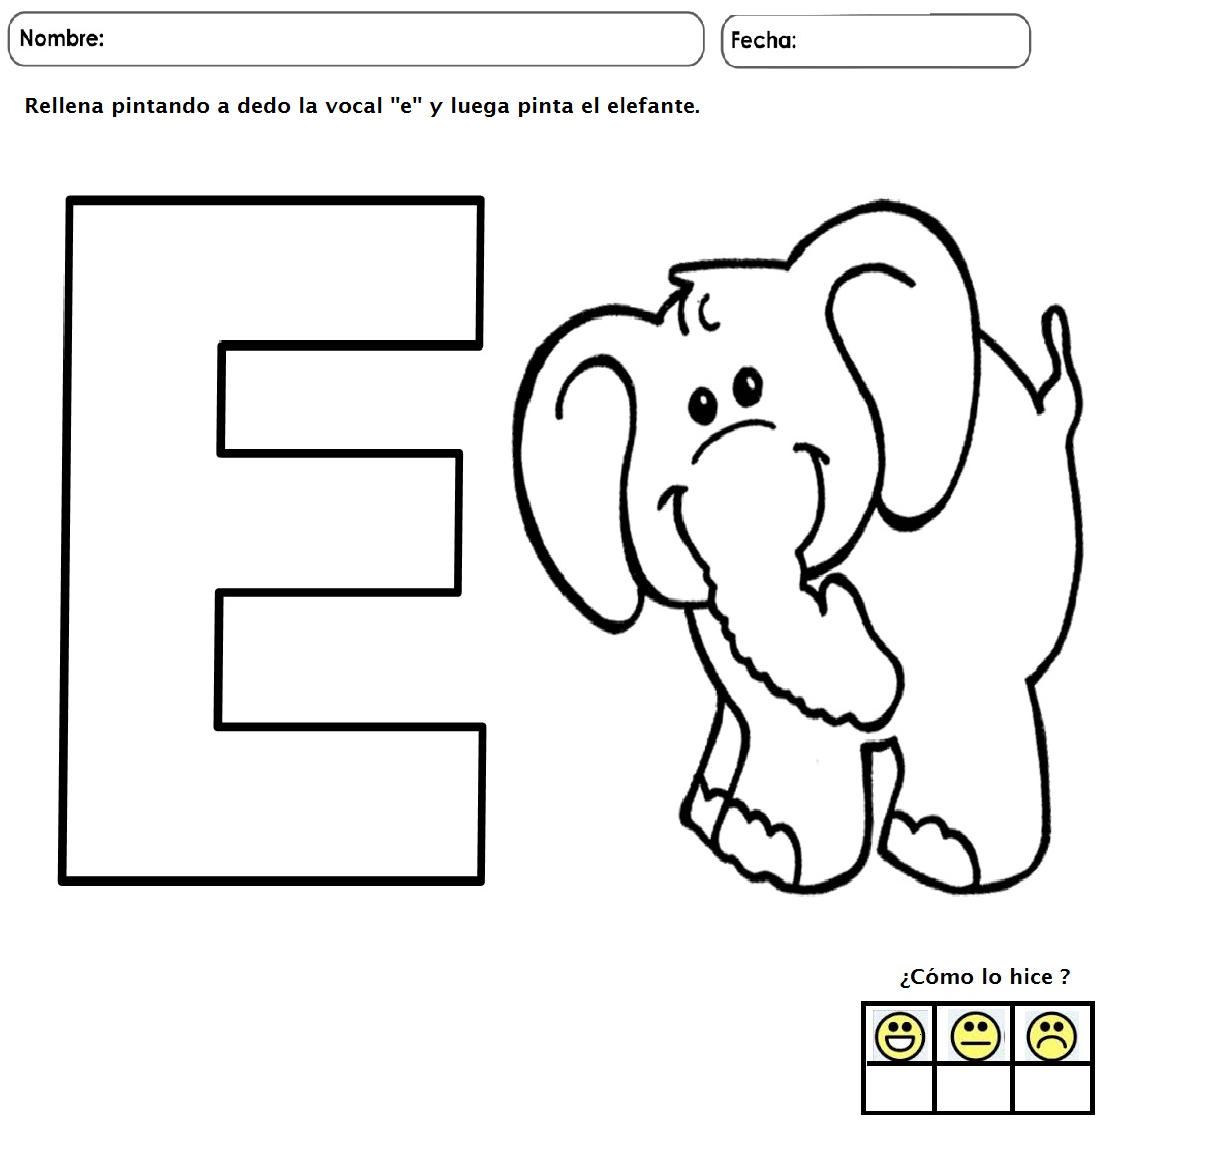 Nombre:
Fecha:
Rellena pintando a dedo la vocal "e" y luega pinta el elefante.
E
¿Cómo lo hice ?